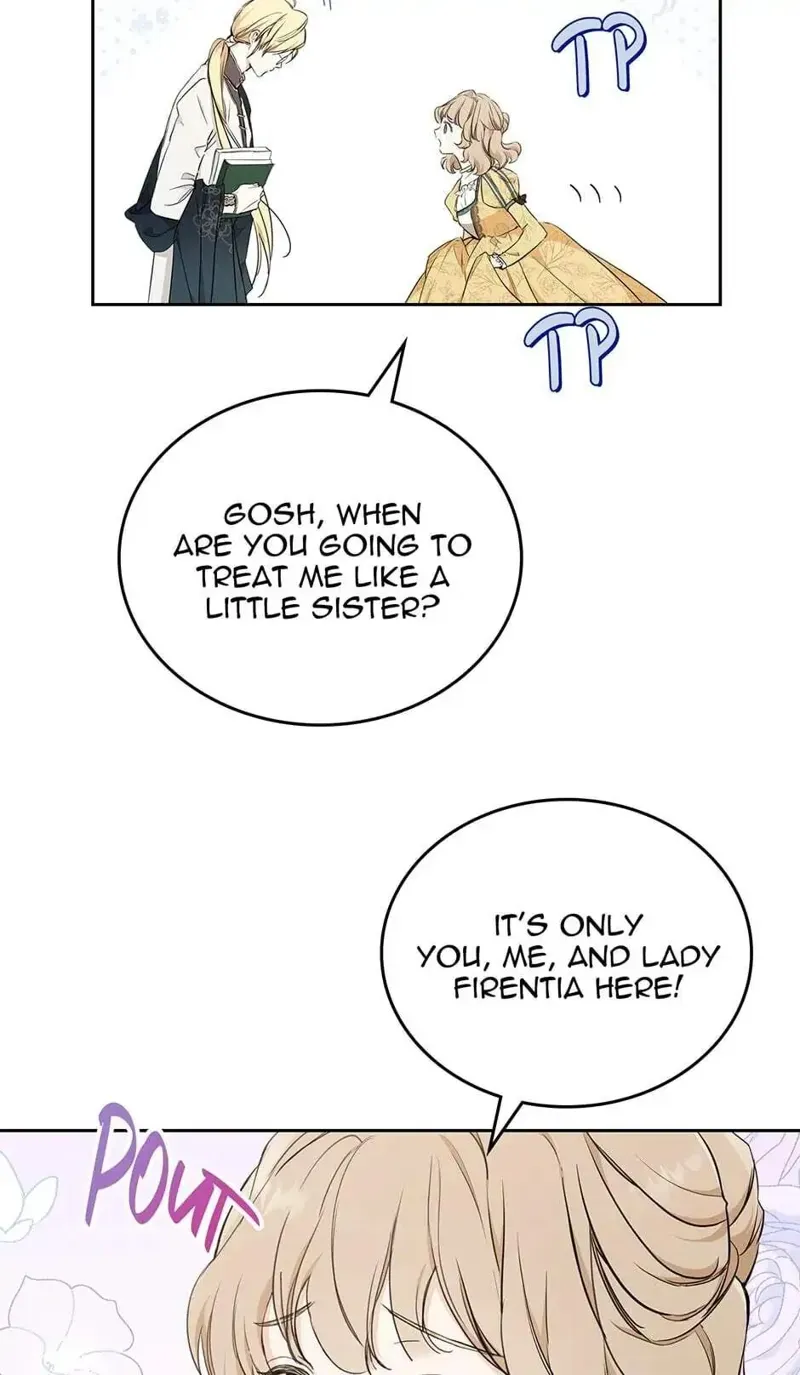 TP
TP
GOSH, WHEN
ARE YOU GOING TO
TREAT ME LIKE A
LITTLE SISTER?
IT'S ONLY
YOU, ME, AND LADY
FIRENTIA HERE!
POUT